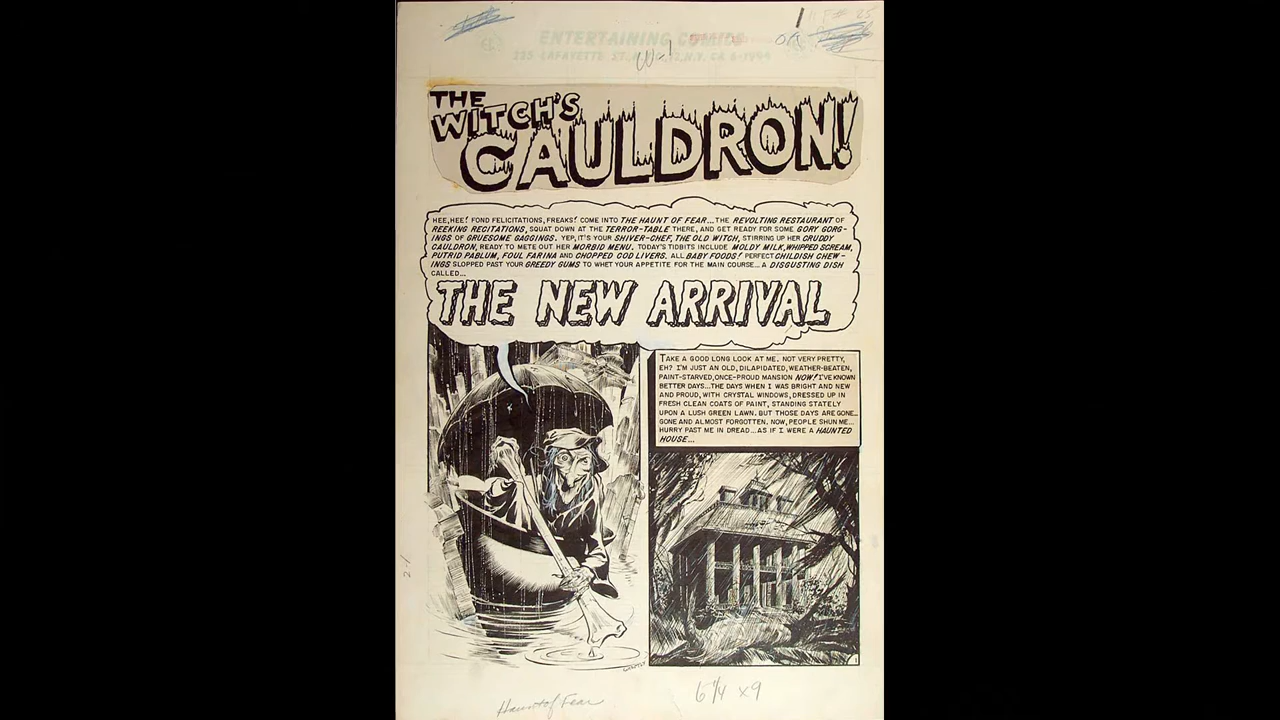 ENTERTAINING COMICS
225 LAFAYETTE ST.
OK
W-1
THE
WITCH'S
CAULDRON!
HEE, HEE! FOND FELICITATIONS, FREAKS! COME INTO THE HAUNT OF FEAR...THE REVOLTING RESTAURANT OF
REEKING RECITATIONS, SQUAT DOWN AT THE TERROR-TABLE THERE, AND GET READY FOR SOME GORY GORG-
INGS OF GRUESOME GAGGINGS. YEP, IT'S YOUR SHIVER-CHEF, THE OLD WITCH, STIRRING UP HER CRUDDY
CAULDRON, READY TO METE OUT HER MORBID MENU. TODAY'S TIDBITS INCLUDE MOLDY MILK, WHIPPED SCREAM,
PUTRID PABLUM, FOUL FARINA AND CHOPPED COD LIVERS. ALL BABY FOODS! PERFECT CHILDISH CHEW-
INGS SLOPPED PAST YOUR GREEDY GUMS TO WHET YOUR APPETITE FOR THE MAIN COURSE...A DISGUSTING DISH
CALLED...
THE NEW ARRIVAL
TAKE A GOOD LONG LOOK AT ME. NOT VERY PRETTY,
EH? I'M JUST AN OLD, DILAPIDATED, WEATHER-BEATEN,
PAINT-STARVED, ONCE-PROUD MANSION NOW! I'VE KNOWN
BETTER DAYS...THE DAYS WHEN I WAS BRIGHT AND NEW
AND PROUD, WITH CRYSTAL WINDOWS, DRESSED UP IN
FRESH CLEAN COATS OF PAINT, STANDING STATELY
UPON A LUSH GREEN LAWN. BUT THOSE DAYS ARE GONE...
GONE AND ALMOST FORGOTTEN. NOW, PEOPLE SHUN ME...
HURRY PAST ME IN DREAD...AS IF I WERE A HAUNTED
HOUSE...
2-1
Haunt of Fear
6 1/4 x 9